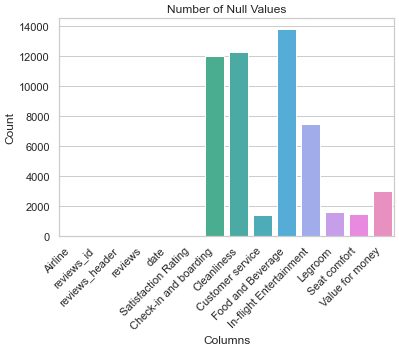 Number of Null Values
14000
12000
10000
8000
6000
4000
2000
0
Count
Airline
reviews_id
reviews_header
reviews
date
Satisfaction Rating
Check-in and boarding
Cleanliness
Customer service
Food and Beverage
In-flight Entertainment
Legroom
Seat comfort
Value for money
Columns